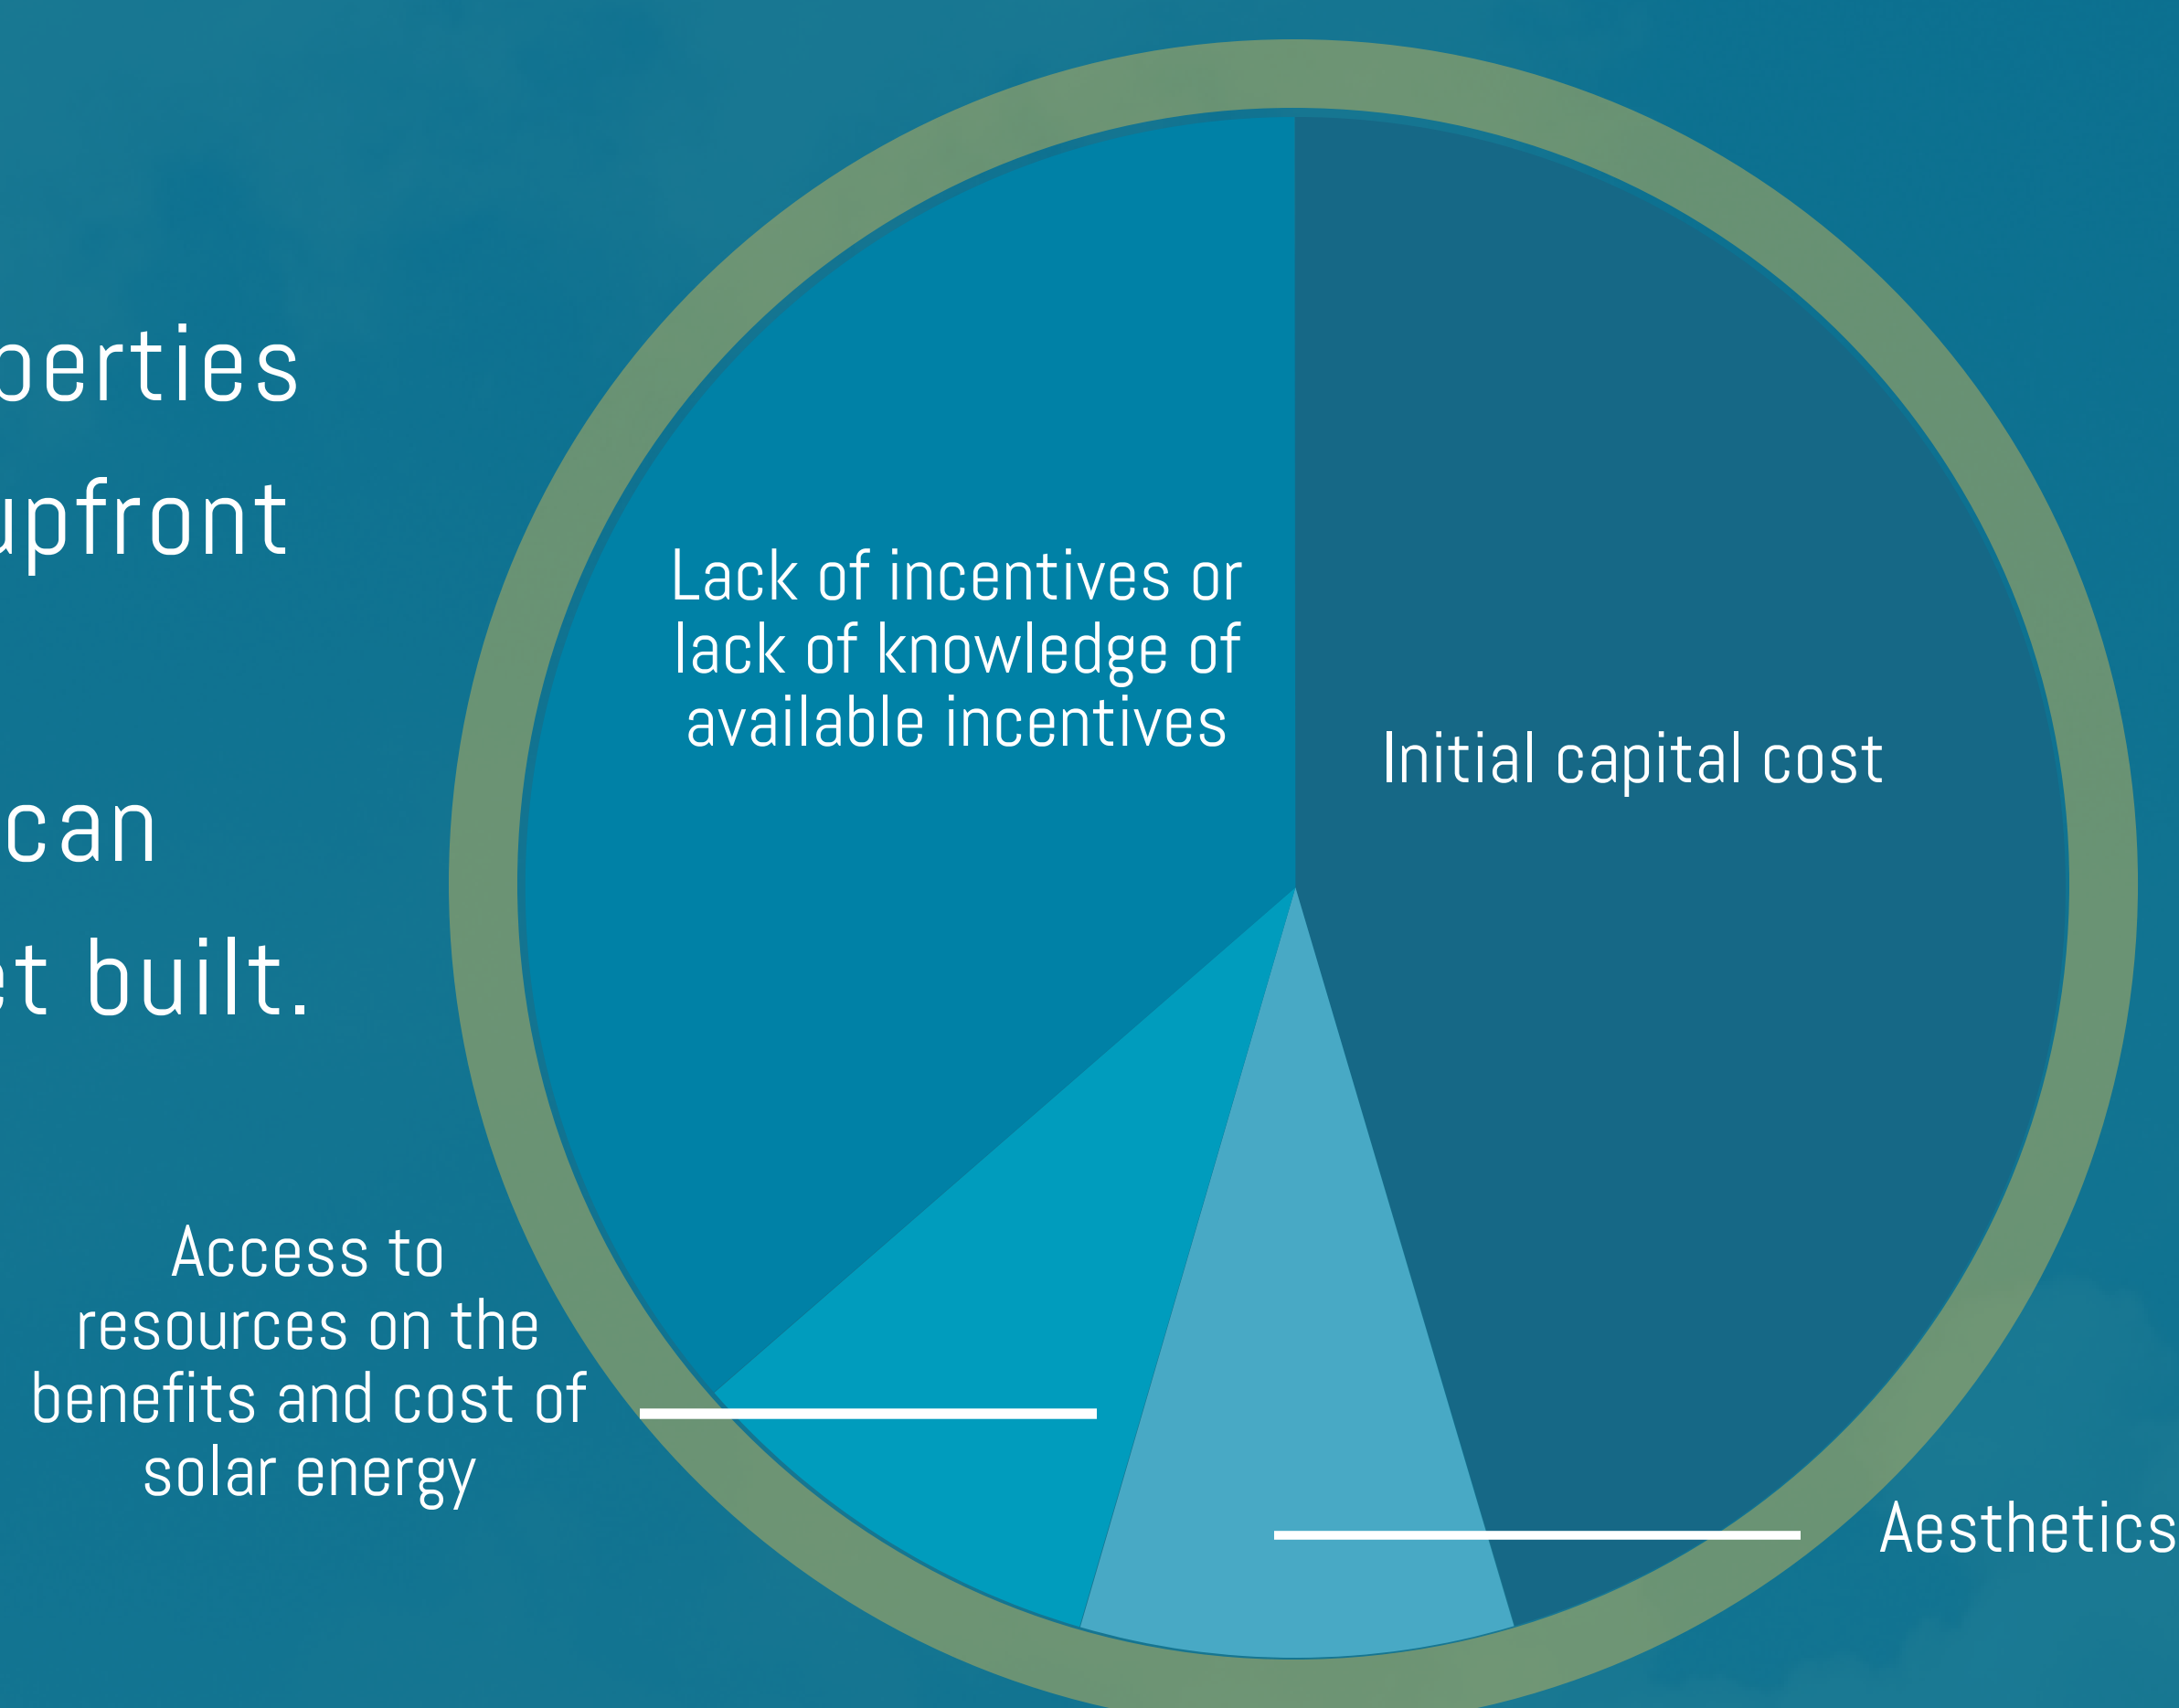 upfront
can
built.
Lack of incentives or
lack of knowledge of
available incentives
Initial capital cost
Access to
resources on the
benefits and cost of
solar energy
Aesthetics